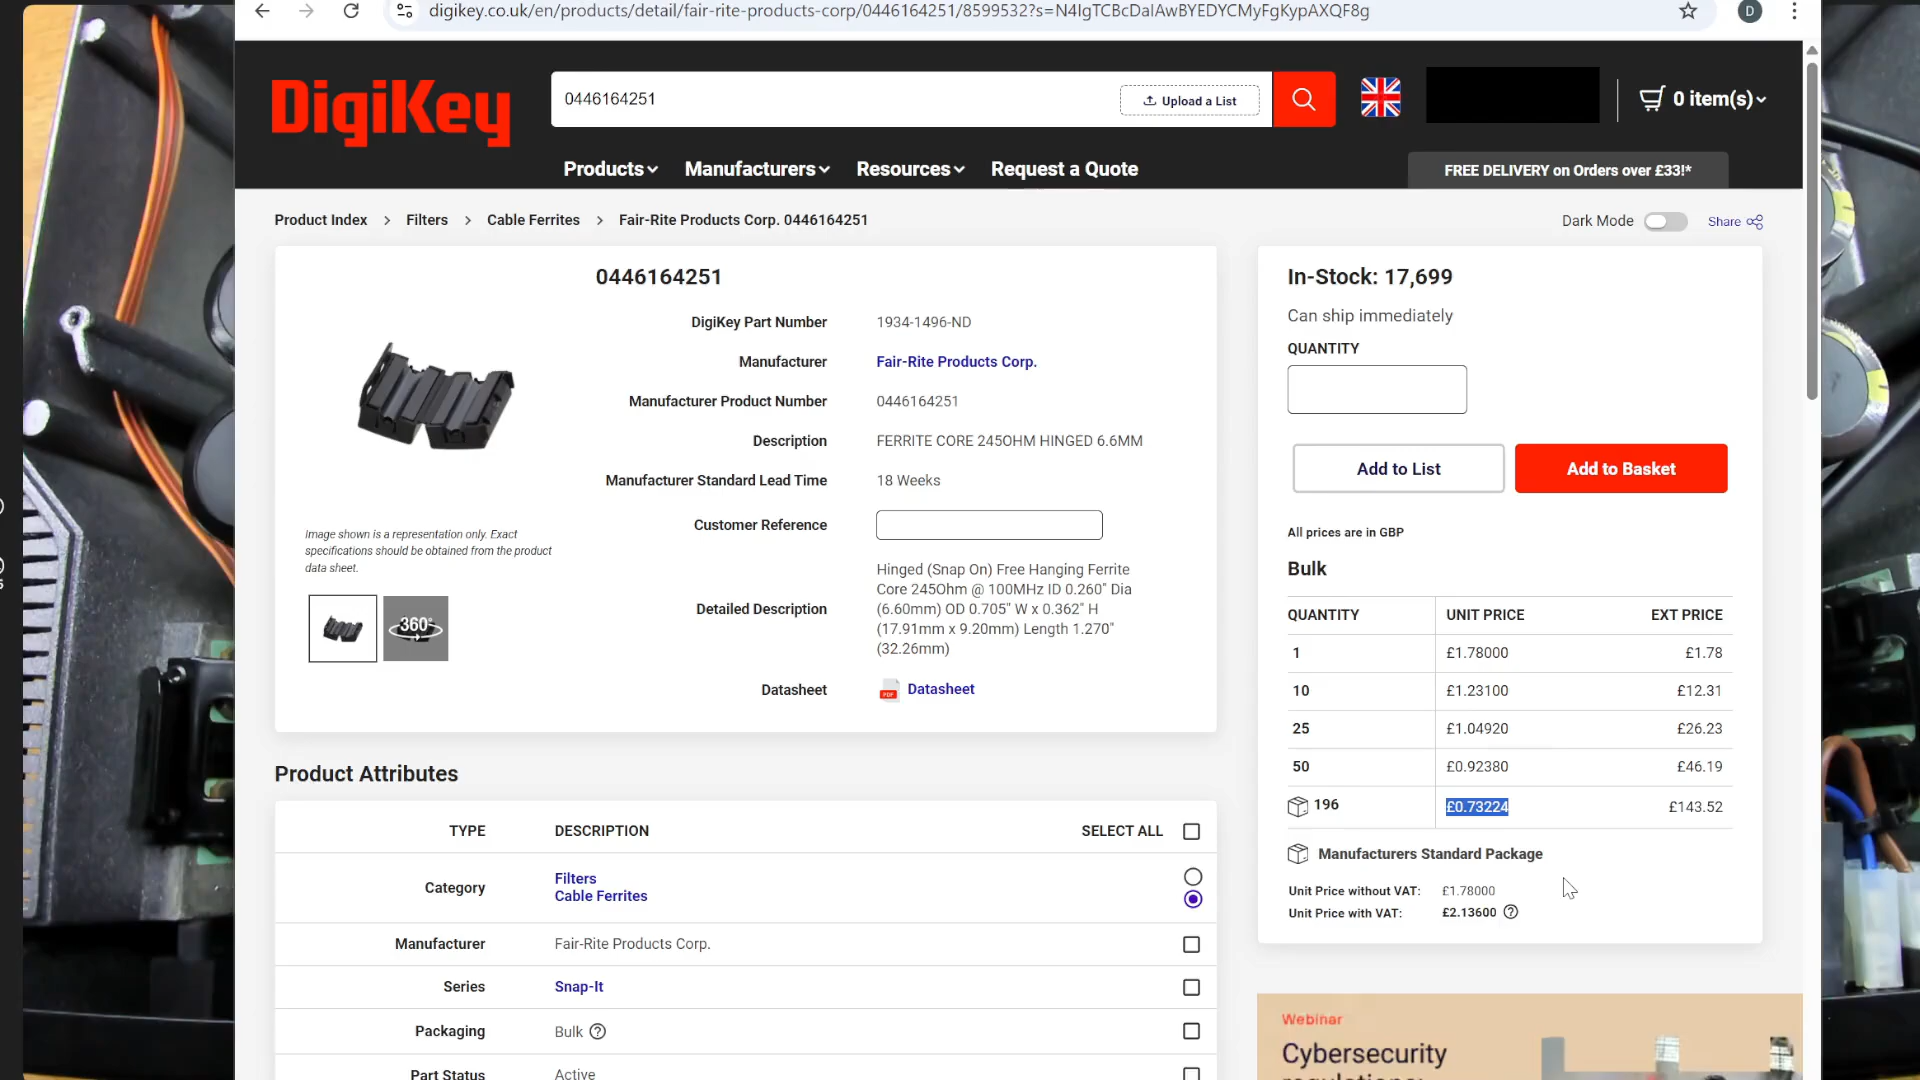 digikey.co.uk/en/products/detail/fair-rite-products-corp/0446164251/8599532?s=N4IgTCBcDaIAwBYEDYCMyFgKypAXQF8g
D
DigiKey
0446164251
Upload a List
0 item(s)
Products
Manufacturers
Resources
Request a Quote
FREE DELIVERY on Orders over £33!*
Product Index > Filters > Cable Ferrites > Fair-Rite Products Corp. 0446164251
Dark Mode
Share
0446164251
DigiKey Part Number 1934-1496-ND
Manufacturer Fair-Rite Products Corp.
Manufacturer Product Number 0446164251
Description FERRITE CORE 245OHM HINGED 6.6MM
Manufacturer Standard Lead Time 18 Weeks
Customer Reference
Detailed Description
Hinged (Snap On) Free Hanging Ferrite
Core 245Ohm @ 100MHz ID 0.260" Dia
(6.60mm) OD 0.705" W x 0.362" H
(17.91mm x 9.20mm) Length 1.270"
(32.26mm)
Datasheet PDF Datasheet
Image shown is a representation only. Exact
specifications should be obtained from the product
data sheet.
360°
In-Stock: 17,699
Can ship immediately
QUANTITY
Add to List
Add to Basket
All prices are in GBP
Bulk
QUANTITY UNIT PRICE EXT PRICE
1 £1.78000 £1.78
10 £1.23100 £12.31
25 £1.04920 £26.23
50 £0.92380 £46.19
196 £0.73224 £143.52
Manufacturers Standard Package
Unit Price without VAT: £1.78000
Unit Price with VAT: £2.13600 ?
Product Attributes
TYPE DESCRIPTION SELECT ALL
Category Filters
Cable Ferrites
Manufacturer Fair-Rite Products Corp.
Series Snap-It
Packaging Bulk ?
Part Status Active
Webinar
Cybersecurity
regulations: